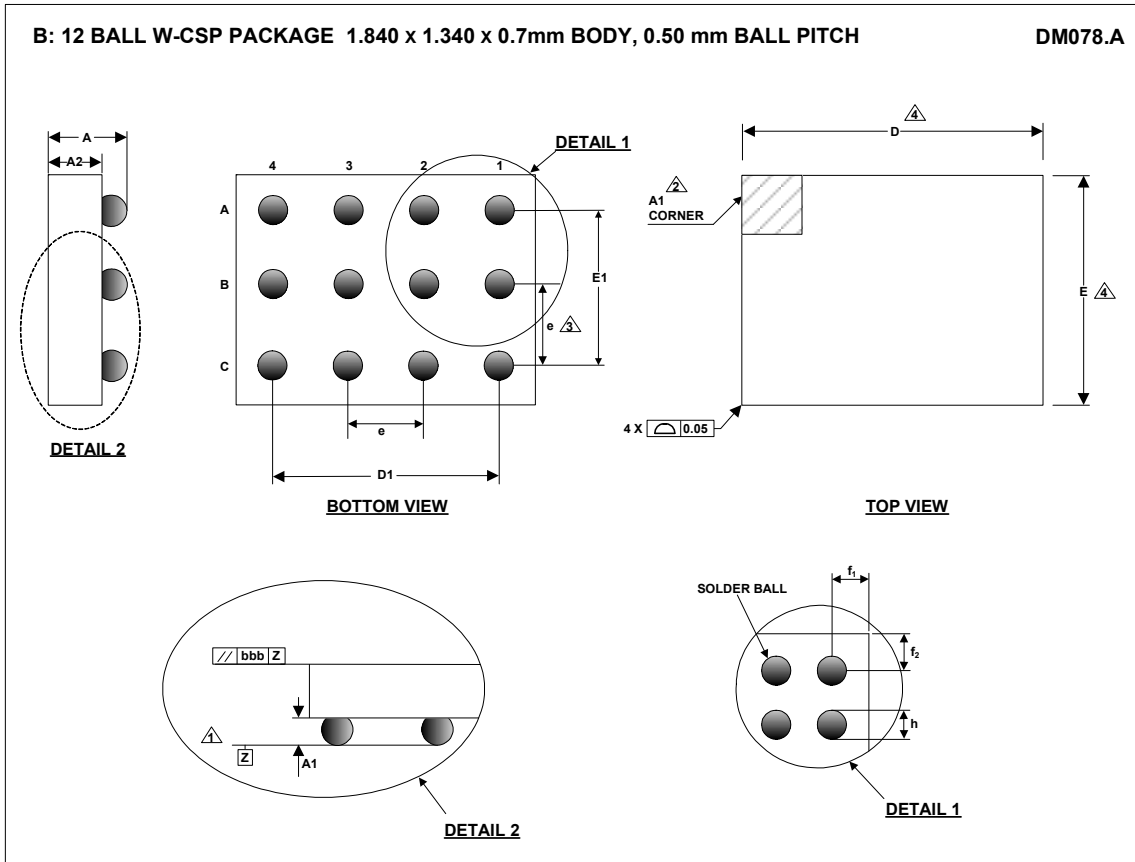 B: 12 BALL W-CSP PACKAGE 1.840 x 1.340 x 0.7mm BODY, 0.50 mm BALL PITCH
DM078.A
A
A2
DETAIL 2
DETAIL 1
4 3 2 1
A
B
C
E1
e 3
e
D1
BOTTOM VIEW
4
D
2
A1
CORNER
E 4
4 X 0.05
TOP VIEW
// bbb Z
1
Z
A1
DETAIL 2
SOLDER BALL
f₁
f₂
h
DETAIL 1